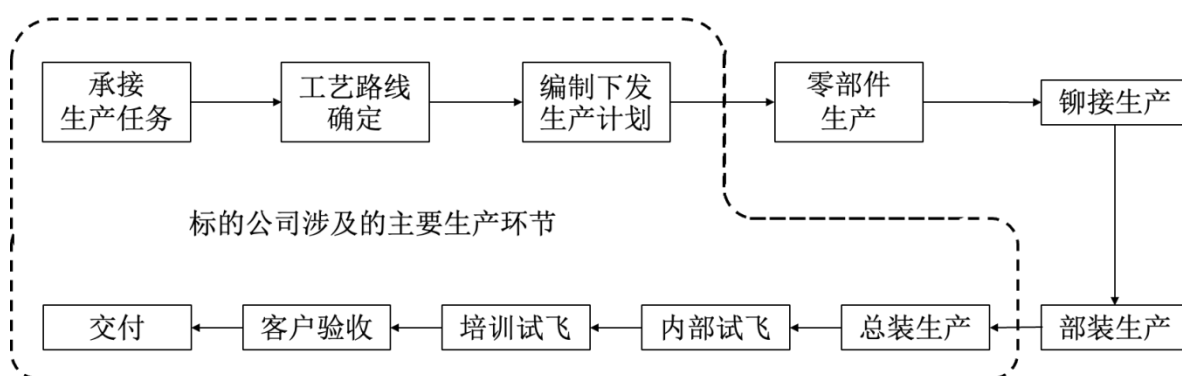 承接
生产任务
工艺路线
确定
编制下发
生产计划
零部件
生产
铆接生产
标的公司涉及的主要生产环节
交付
客户验收
培训试飞
内部试飞
总装生产
部装生产